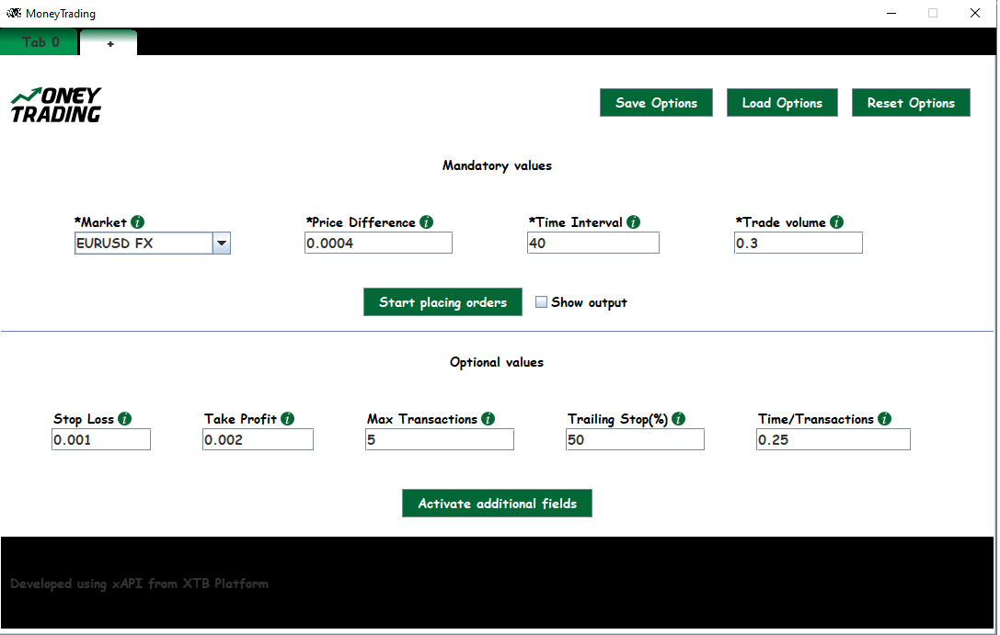 MoneyTrading
Tab 0
+
ONEY
TRADING
Save Options
Load Options
Reset Options
Mandatory values
*Market i
*Price Difference i
*Time Interval i
*Trade volume i
EURUSD FX
0.0004
40
0.3
Start placing orders
Show output
Optional values
Stop Loss i
Take Profit i
Max Transactions i
Trailing Stop(%) i
Time/Transactions i
0.001
0.002
5
50
0.25
Activate additional fields
Developed using xAPI from XTB Platform